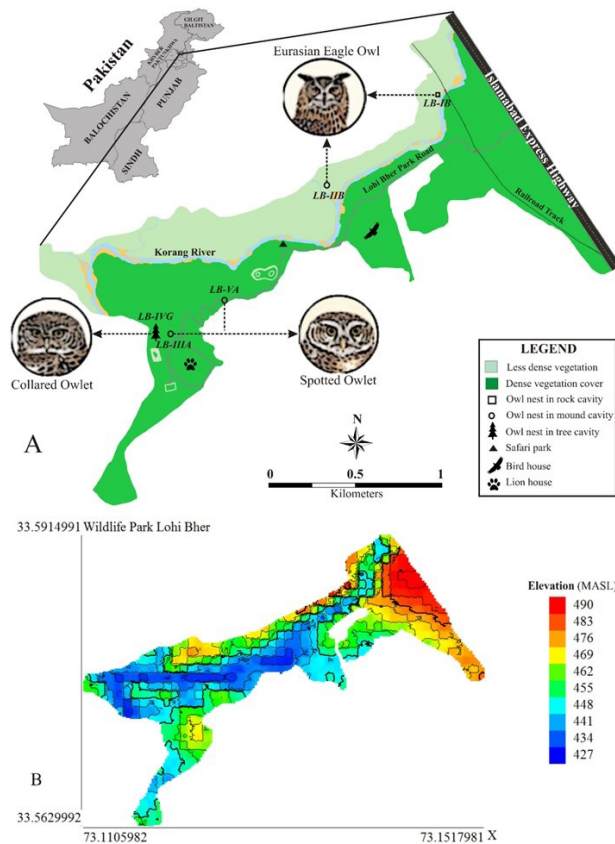 GILGIT
BALTISTAN
KHYBER
PAKTUNKHWA
Pakistan
PUNJAB
BALOCHISTAN
SINDH
Eurasian Eagle Owl
LB-IB
Islamabad Express Highway
Lohi Bher Park Road
LB-IIB
Railroad Track
Korang River
LB-VA
LB-IVG
LB-IIIA
Collared Owlet
Spotted Owlet
LEGEND
Less dense vegetation
Dense vegetation cover
Owl nest in rock cavity
Owl nest in mound cavity
Owl nest in tree cavity
Safari park
Bird house
Lion house
A
N
0 0.5 1
Kilometers
33.5914991 Wildlife Park Lohi Bher
Elevation (MASL)
490
483
476
469
462
455
448
441
434
427
B
33.5629992
73.1105982 73.1517981 X